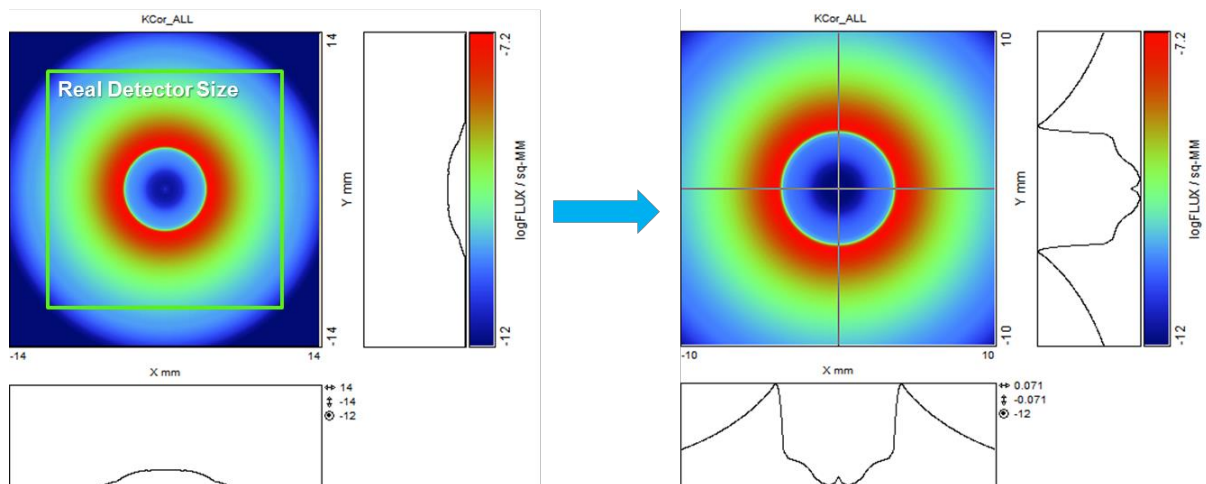 KCor_ALL
Real Detector Size
14
Y mm
-14
-14
14
X mm
-7.2
logFLUX / sq-MM
-12
14
-14
-12
KCor_ALL
10
Y mm
-10
-10
10
X mm
-7.2
logFLUX / sq-MM
-12
0.071
-0.071
-12